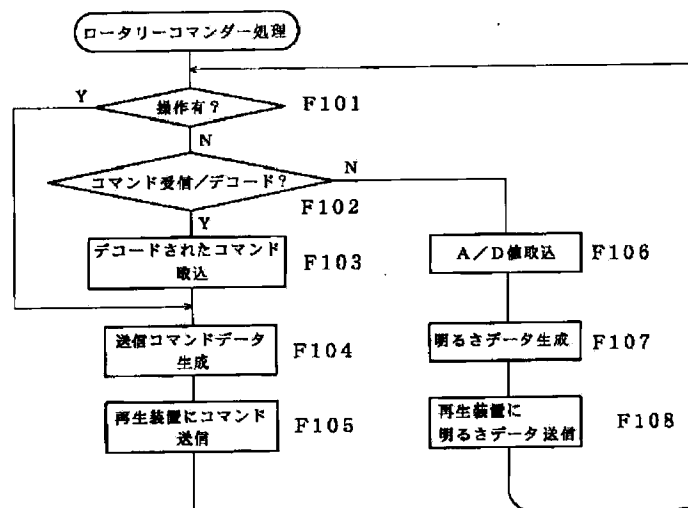 ロータリーコマンダー処理
Y
操作有？
F101
N
コマンド受信/デコード？
N
F102
Y
デコードされたコマンド
取込
F103
A／D値取込
F106
送信コマンドデータ
生成
F104
明るさデータ生成
F107
再生装置にコマンド
送信
F105
再生装置に
明るさデータ送信
F108